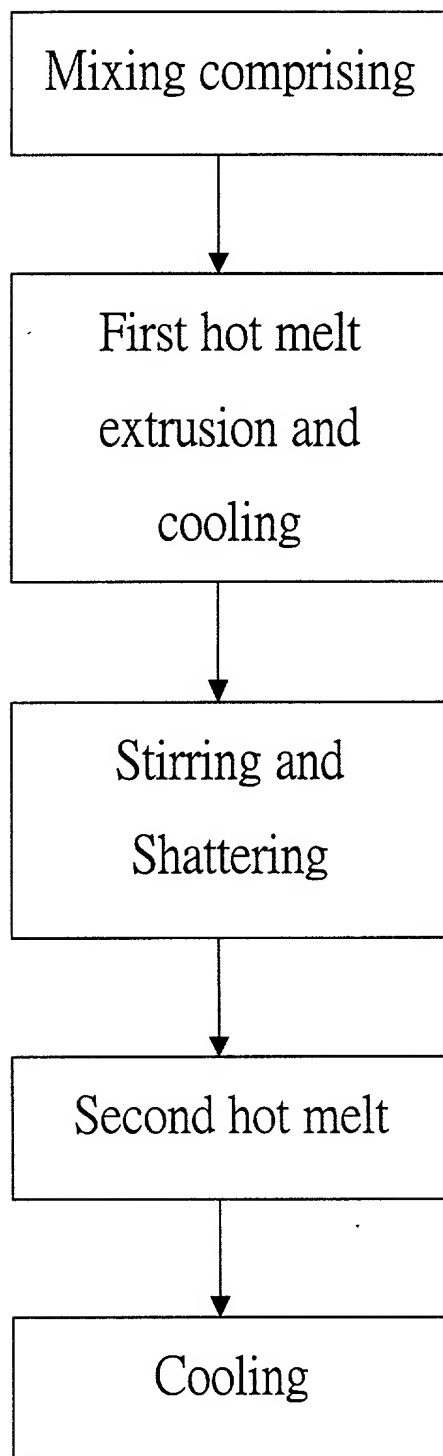 Mixing comprising
First hot melt
extrusion and
cooling
Stirring and
Shattering
Second hot melt
Cooling